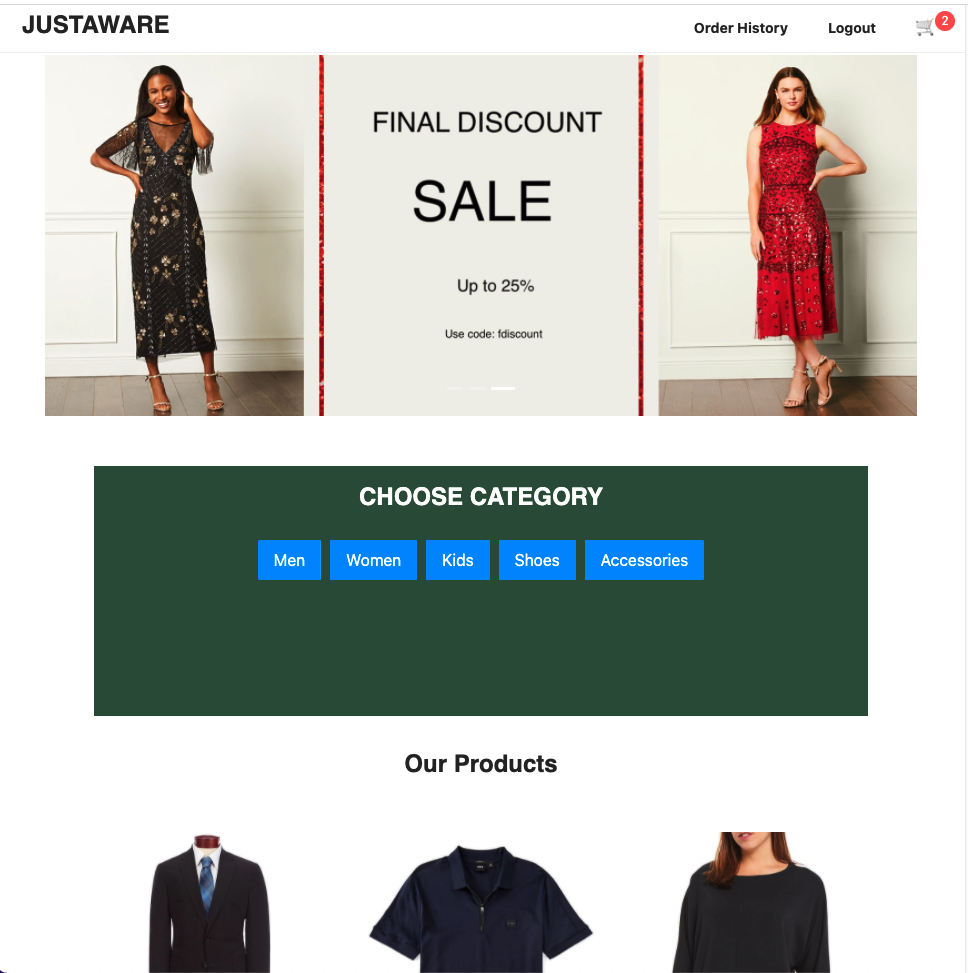 JUSTAWARE
Order History
Logout
2
FINAL DISCOUNT
SALE
Up to 25%
Use code: fdiscount
CHOOSE CATEGORY
Men
Women
Kids
Shoes
Accessories
Our Products